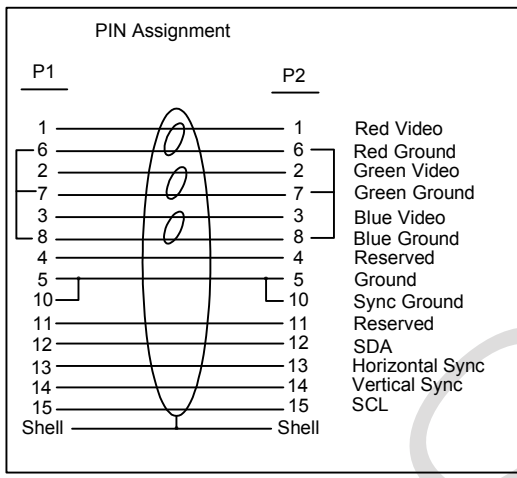 PIN Assignment
P1 P2
1 1 Red Video
6 6 Red Ground
2 2 Green Video
7 7 Green Ground
3 3 Blue Video
8 8 Blue Ground
4 4 Reserved
5 5 Ground
10 10 Sync Ground
11 11 Reserved
12 12 SDA
13 13 Horizontal Sync
14 14 Vertical Sync
15 15 SCL
Shell Shell